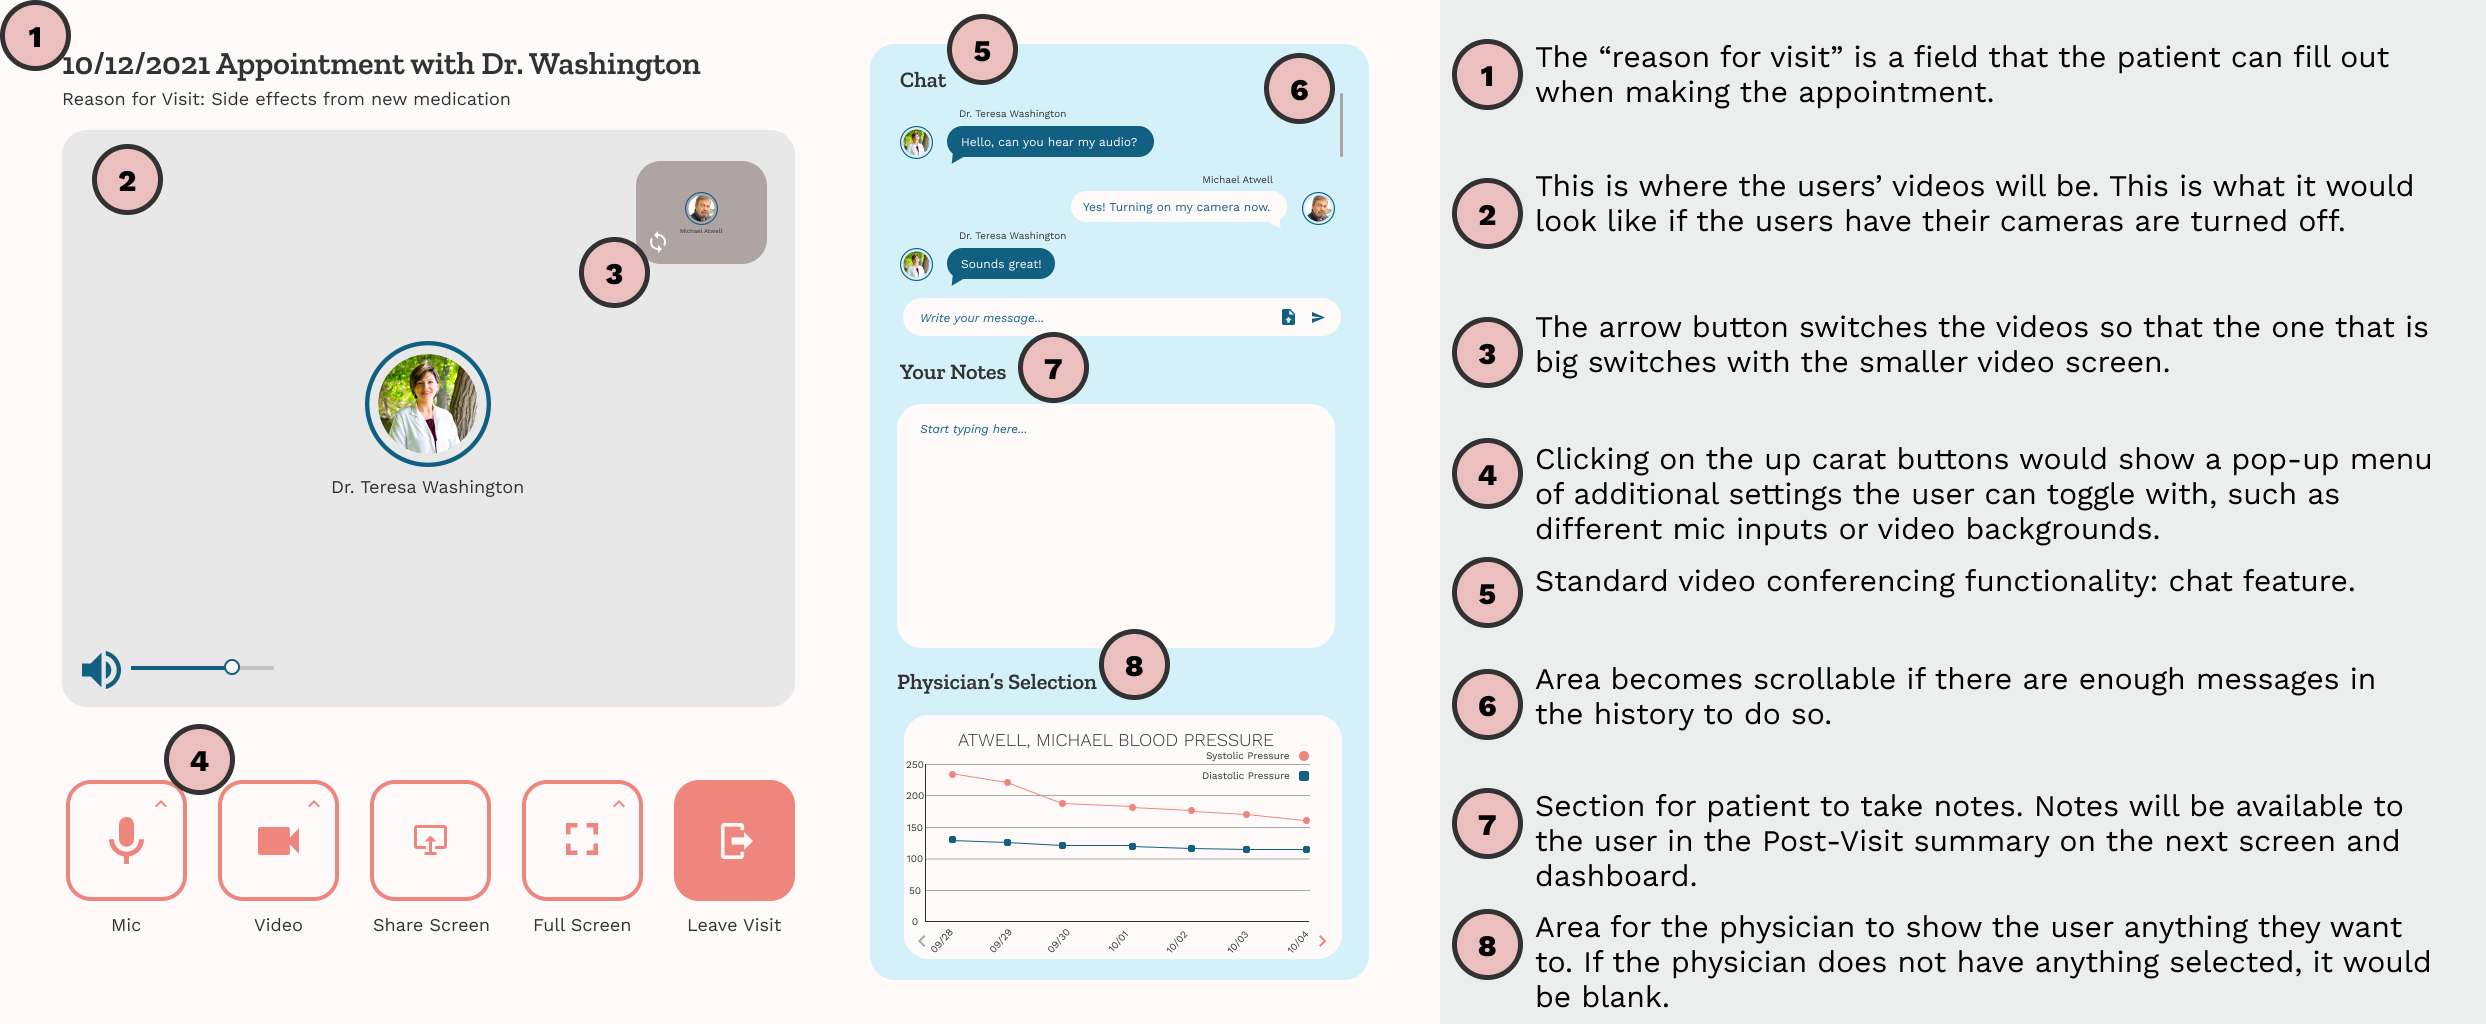 1
10/12/2021 Appointment with Dr. Washington
Reason for Visit: Side effects from new medication
2
Michael Atwell
3
Dr. Teresa Washington
4
Mic
Video
Share Screen
Full Screen
Leave Visit
5
Chat
6
Dr. Teresa Washington
Hello, can you hear my audio?
Michael Atwell
Yes! Turning on my camera now.
Dr. Teresa Washington
Sounds great!
Write your message...
Your Notes
7
Start typing here...
8
Physician’s Selection
ATWELL, MICHAEL BLOOD PRESSURE
Systolic Pressure
Diastolic Pressure
250
200
150
100
50
0
09/28
09/29
09/30
10/01
10/02
10/03
10/04
1
The “reason for visit” is a field that the patient can fill out
when making the appointment.
2
This is where the users’ videos will be. This is what it would
look like if the users have their cameras are turned off.
3
The arrow button switches the videos so that the one that is
big switches with the smaller video screen.
4
Clicking on the up carat buttons would show a pop-up menu
of additional settings the user can toggle with, such as
different mic inputs or video backgrounds.
5
Standard video conferencing functionality: chat feature.
6
Area becomes scrollable if there are enough messages in
the history to do so.
7
Section for patient to take notes. Notes will be available to
the user in the Post-Visit summary on the next screen and
dashboard.
8
Area for the physician to show the user anything they want
to. If the physician does not have anything selected, it would
be blank.